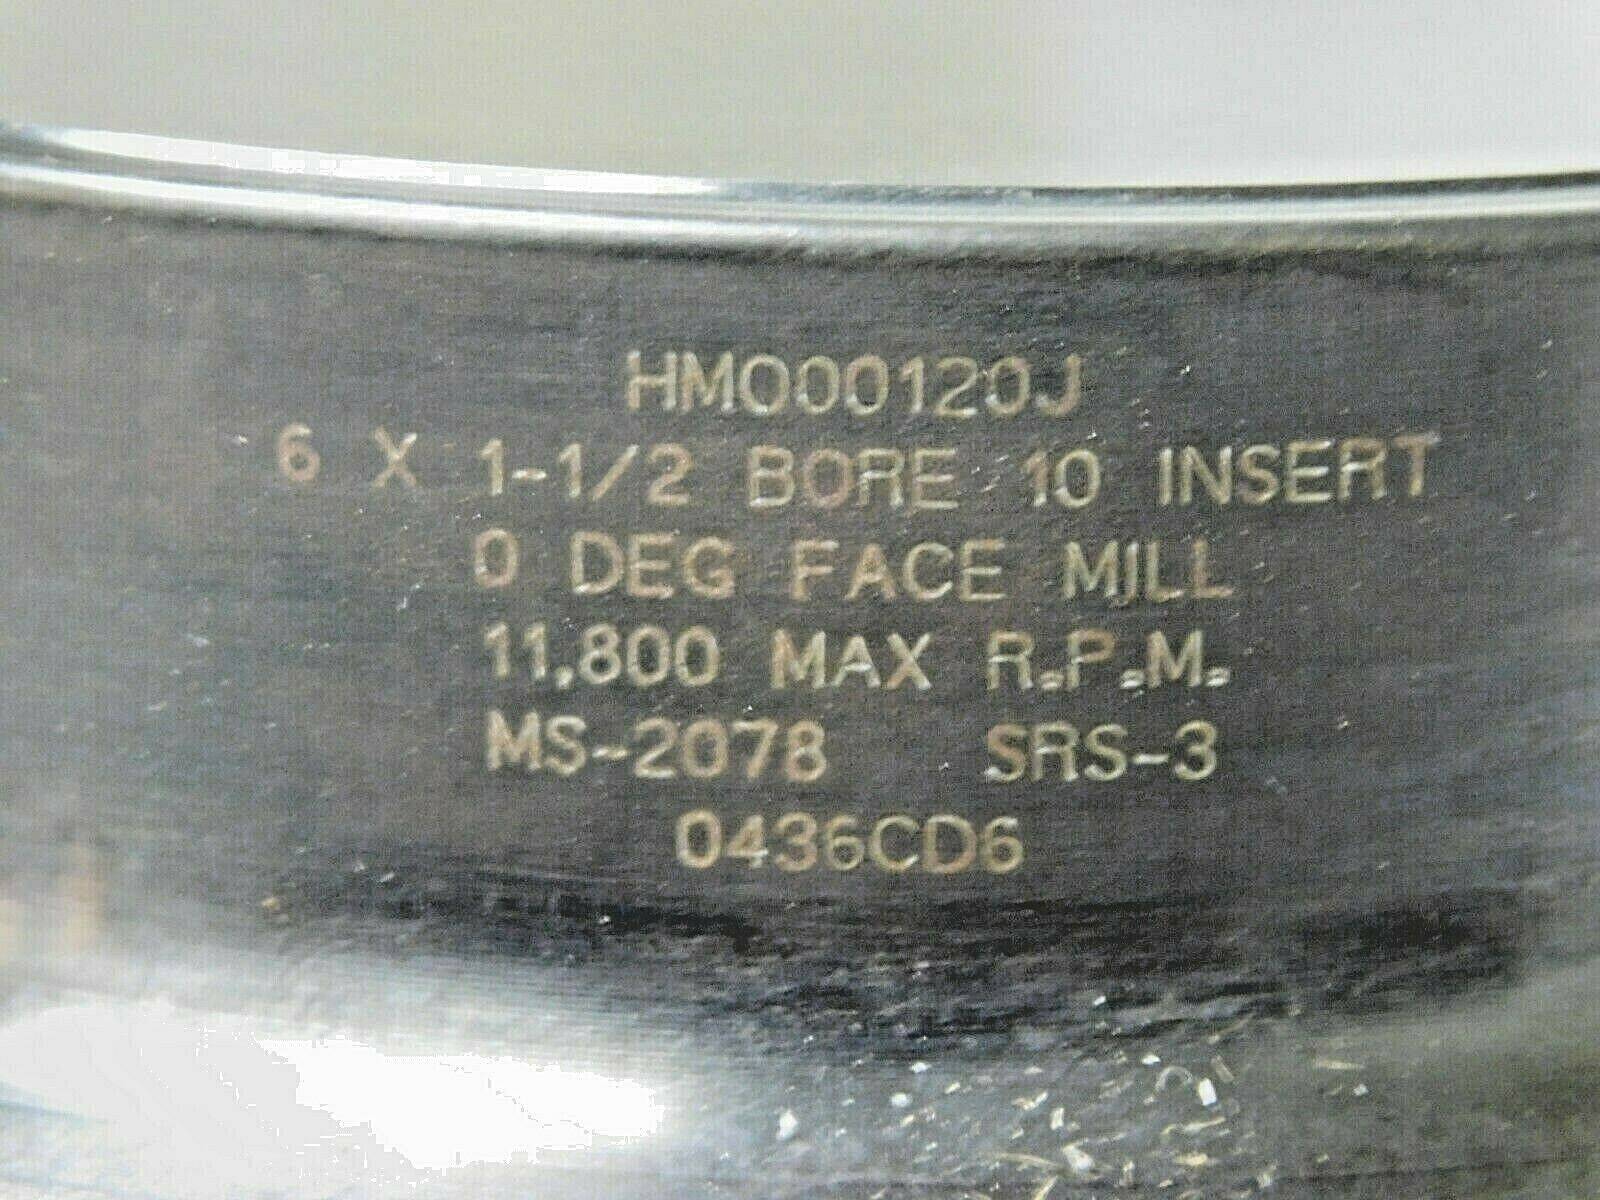 HM000120J
6 X 1-1/2 BORE 10 INSERT
0 DEG FACE MILL
11,800 MAX R.P.M.
MS-2078 SRS-3
0436CD6